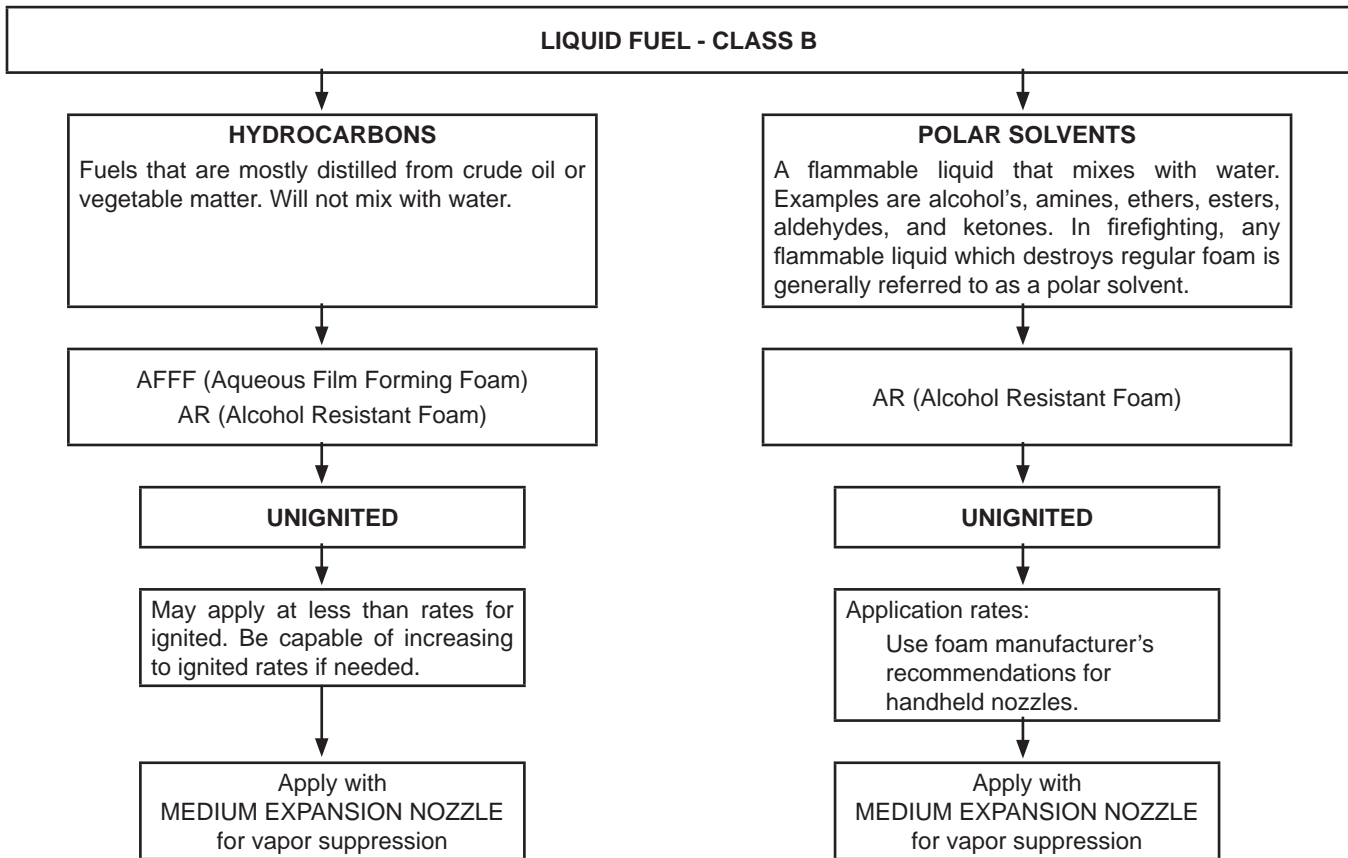 LIQUID FUEL - CLASS B
HYDROCARBONS
Fuels that are mostly distilled from crude oil or
vegetable matter. Will not mix with water.
POLAR SOLVENTS
A flammable liquid that mixes with water.
Examples are alcohol’s, amines, ethers, esters,
aldehydes, and ketones. In firefighting, any
flammable liquid which destroys regular foam is
generally referred to as a polar solvent.
AFFF (Aqueous Film Forming Foam)
AR (Alcohol Resistant Foam)
AR (Alcohol Resistant Foam)
UNIGNITED
UNIGNITED
May apply at less than rates for
ignited. Be capable of increasing
to ignited rates if needed.
Application rates:
Use foam manufacturer’s
recommendations for
handheld nozzles.
Apply with
MEDIUM EXPANSION NOZZLE
for vapor suppression
Apply with
MEDIUM EXPANSION NOZZLE
for vapor suppression